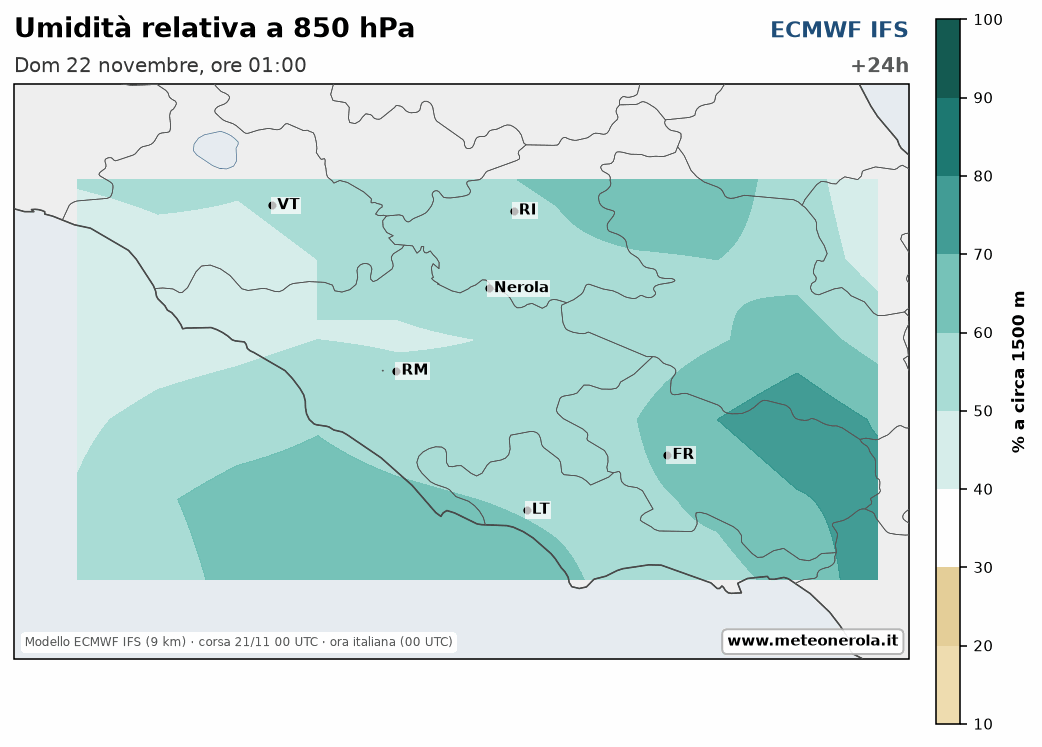 Umidità relativa a 850 hPa
ECMWF IFS
Dom 22 novembre, ore 01:00
+24h
VT
RI
Nerola
RM
FR
LT
Modello ECMWF IFS (9 km) · corsa 21/11 00 UTC · ora italiana (00 UTC)
www.meteonerola.it
100
90
80
70
60
50
40
30
20
10
% a circa 1500 m